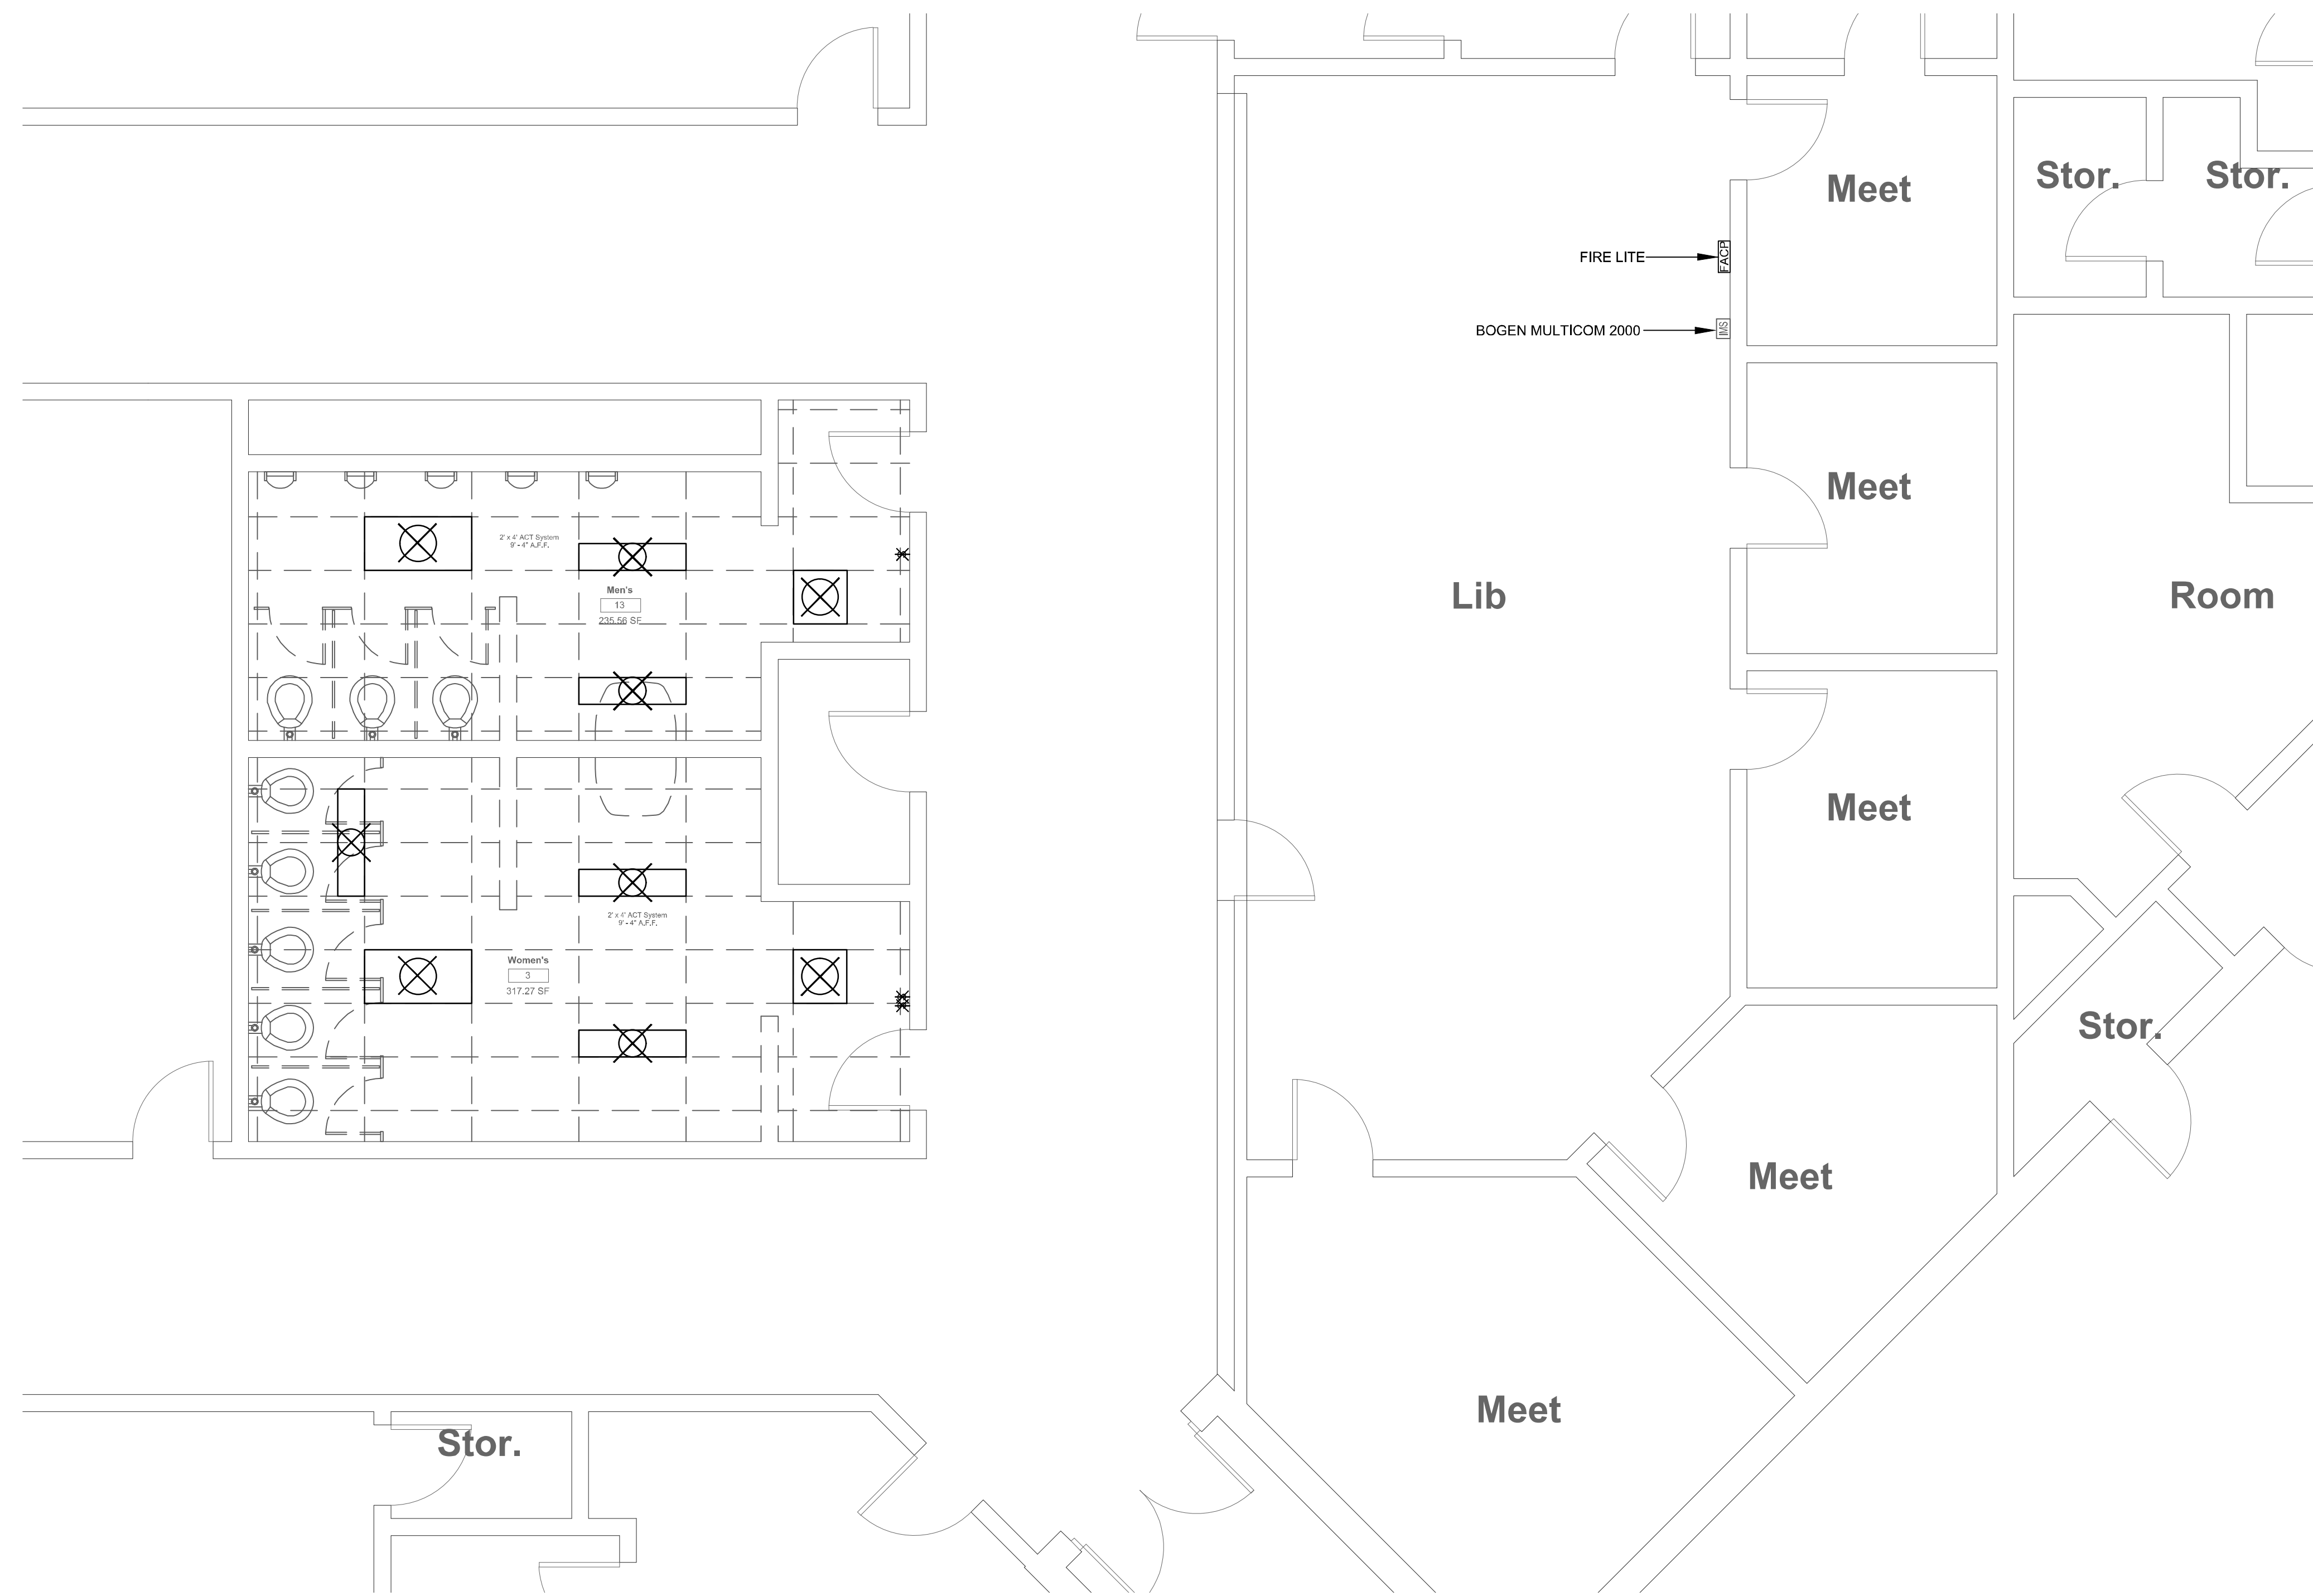 Meet
Stor.
Stor.
FIRE LITE
FACP
BOGEN MULTICOM 2000
IMS
Meet
2' x 4' ACT System
9' - 4" A.F.F.
Men's
13
235.56 SF
Lib
Room
Meet
2' x 4' ACT System
9' - 4" A.F.F.
Women's
3
317.27 SF
Stor.
Meet
Meet
Stor.